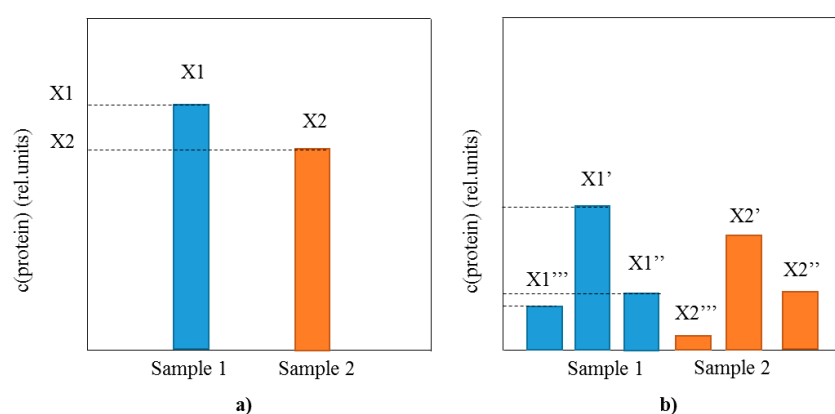 X1
X1
X2
X2
c(protein) (rel.units)
Sample 1
Sample 2
a)
X1’
X2’
X1’’’
X1’’
X2’’
X2’’’
c(protein) (rel.units)
Sample 1
Sample 2
b)